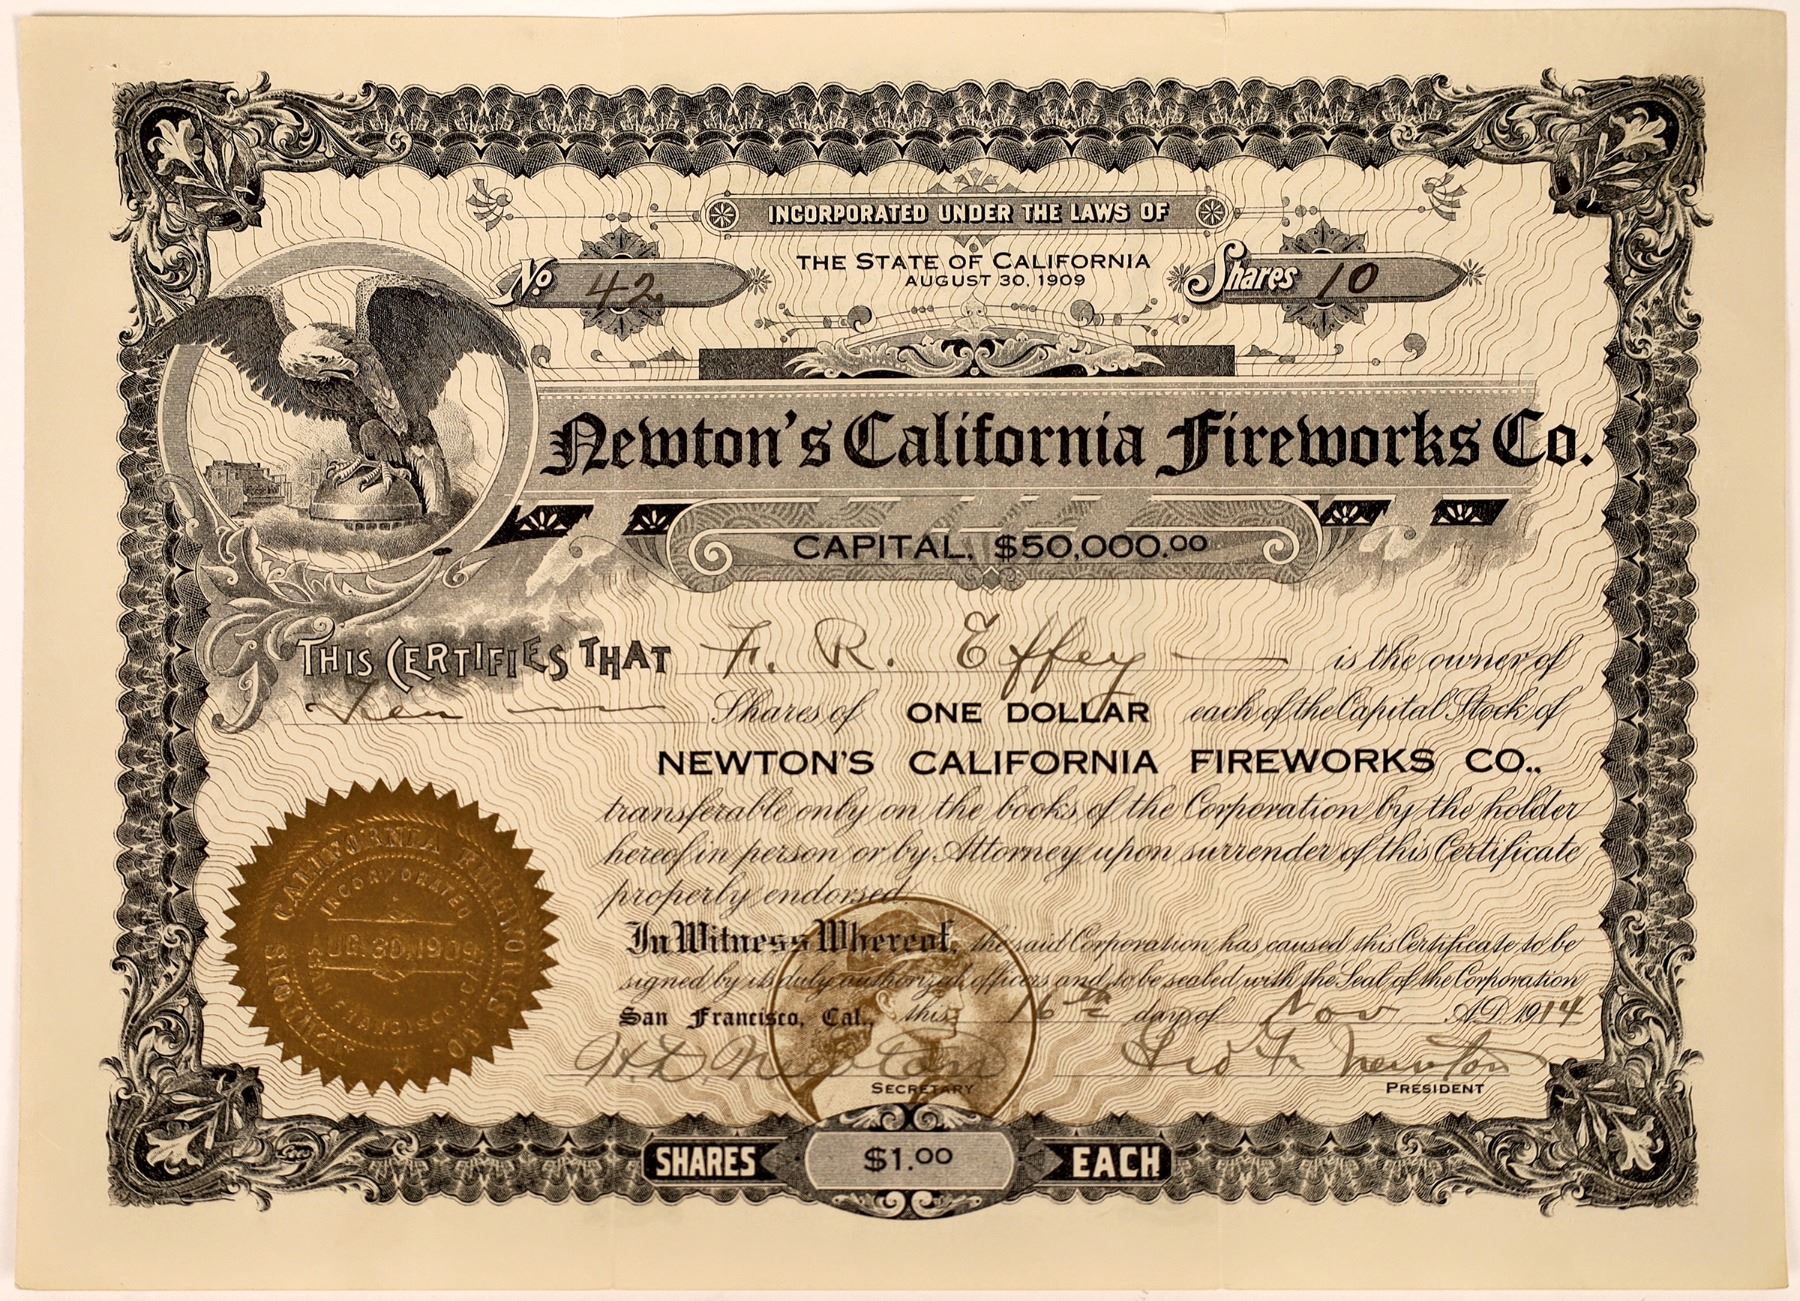 INCORPORATED UNDER THE LAWS OF
THE STATE OF CALIFORNIA
AUGUST 30, 1909
No. 42
Shares 10
Newton's California Fireworks Co.
CAPITAL, $50,000.00
THIS CERTIFIES THAT F. R. Effey is the owner of
Ten Shares of ONE DOLLAR each of the Capital Stock of
NEWTON'S CALIFORNIA FIREWORKS CO.,
transferable only on the books of the Corporation by the holder
hereof in person or by Attorney upon surrender of this Certificate
properly endorsed.
In Witness Whereof, the said Corporation has caused this Certificate to be
signed by its duly authorized officers and to be sealed with the Seal of the Corporation
San Francisco, Cal., this 16th day of Nov A.D. 1914
H. D. Newton
SECRETARY
Geo F. Newton
PRESIDENT
NEWTON'S CALIFORNIA FIREWORKS CO.
INCORPORATED
AUG. 30, 1909
SAN FRANCISCO, CAL.
SHARES $1.00 EACH